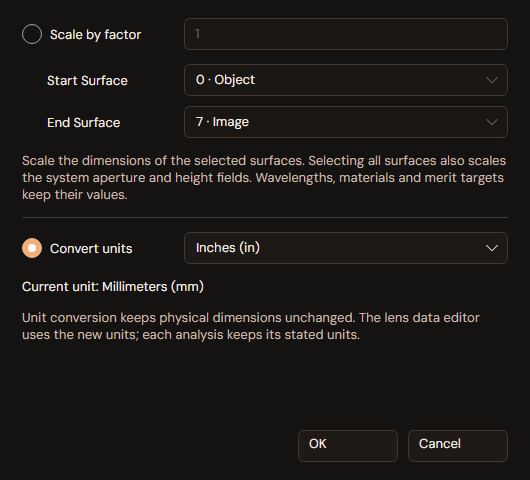 Scale by factor
1
Start Surface
0 · Object
End Surface
7 · Image
Scale the dimensions of the selected surfaces. Selecting all surfaces also scales
the system aperture and height fields. Wavelengths, materials and merit targets
keep their values.
Convert units
Inches (in)
Current unit: Millimeters (mm)
Unit conversion keeps physical dimensions unchanged. The lens data editor
uses the new units; each analysis keeps its stated units.
OK
Cancel